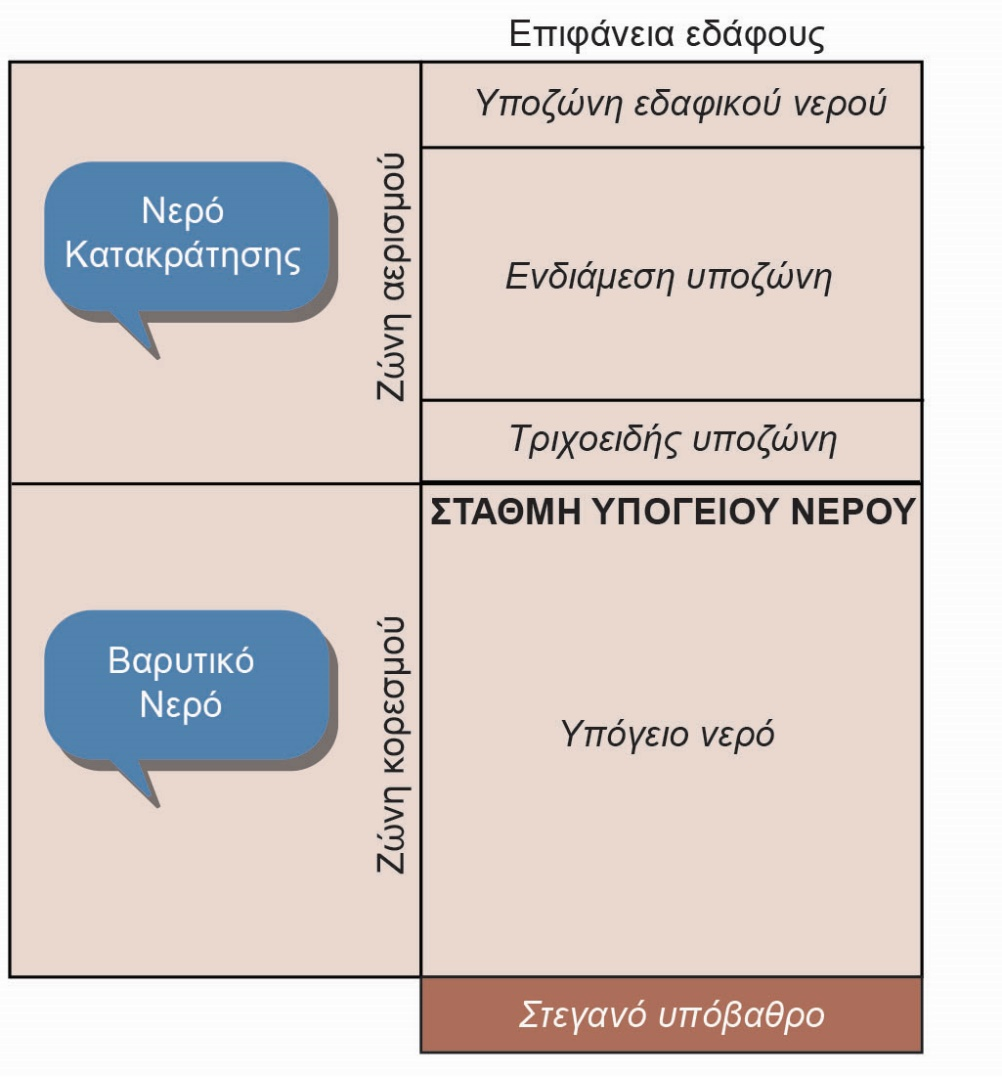 Επιφάνεια εδάφους
Υποζώνη εδαφικού νερού
Νερό
Κατακράτησης
Ζώνη αερισμού
Ενδιάμεση υποζώνη
Τριχοειδής υποζώνη
ΣΤΑΘΜΗ ΥΠΟΓΕΙΟΥ ΝΕΡΟΥ
Βαρυτικό
Νερό
Ζώνη κορεσμού
Υπόγειο νερό
Στεγανό υπόβαθρο